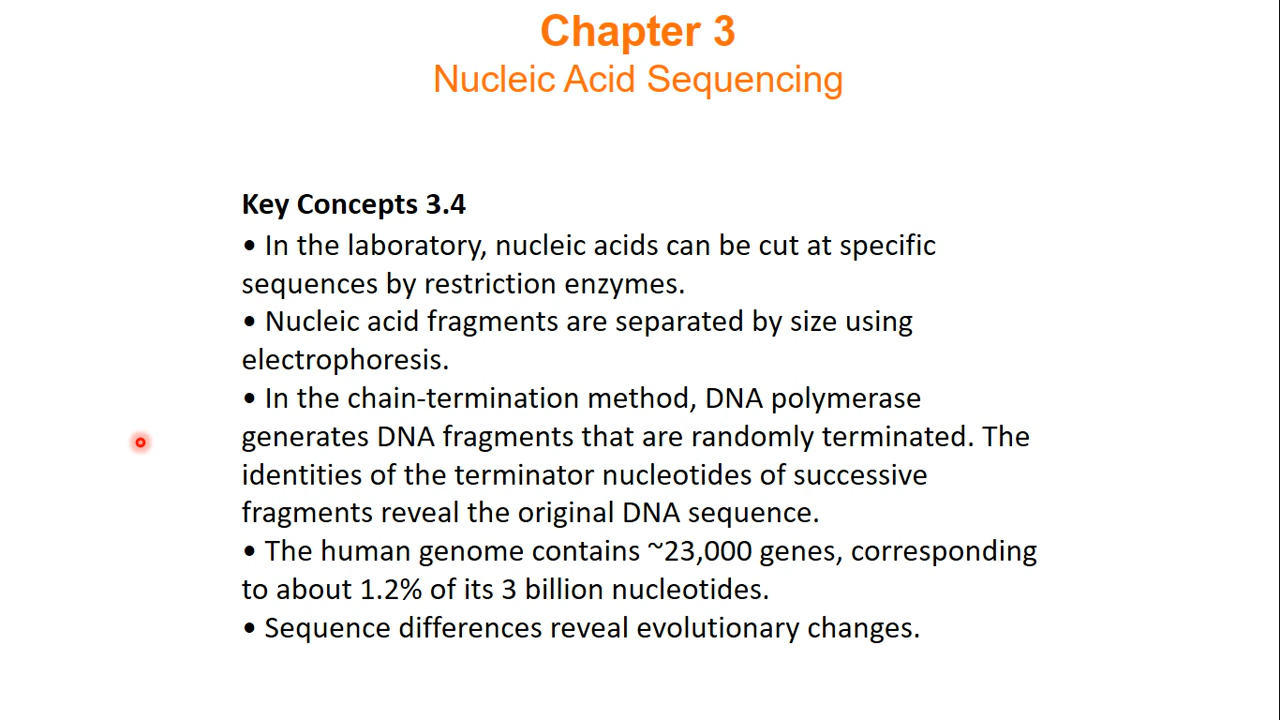 Chapter 3
Nucleic Acid Sequencing
Key Concepts 3.4
• In the laboratory, nucleic acids can be cut at specific
sequences by restriction enzymes.
• Nucleic acid fragments are separated by size using
electrophoresis.
• In the chain-termination method, DNA polymerase
generates DNA fragments that are randomly terminated. The
identities of the terminator nucleotides of successive
fragments reveal the original DNA sequence.
• The human genome contains ~23,000 genes, corresponding
to about 1.2% of its 3 billion nucleotides.
• Sequence differences reveal evolutionary changes.